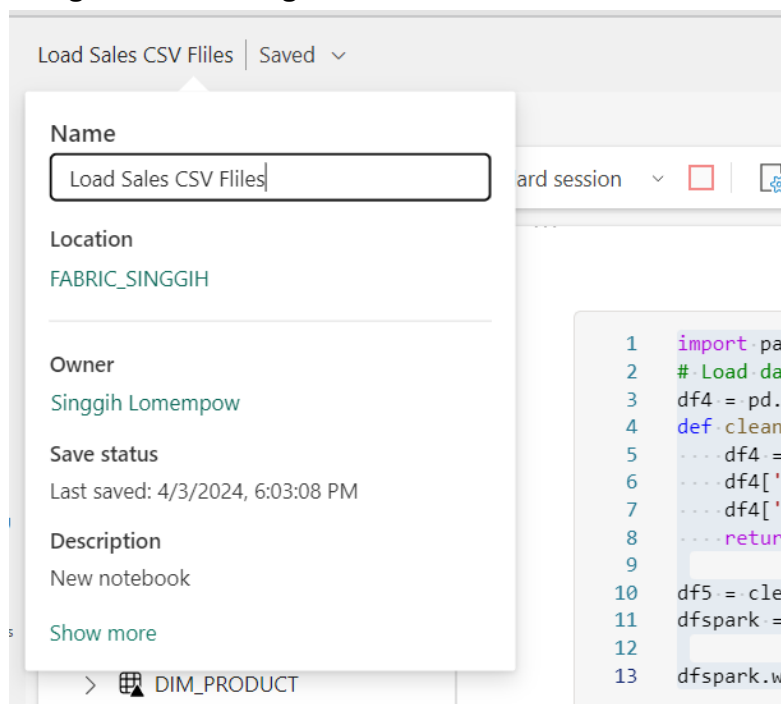 Load Sales CSV Fliles | Saved
Name
Load Sales CSV Fliles
ard session
Location
FABRIC_SINGGIH
Owner
Singgih Lomempow
Save status
Last saved: 4/3/2024, 6:03:08 PM
Description
New notebook
Show more
DIM_PRODUCT
1 import pa
2 # Load da
3 df4 = pd.
4 def clean
5 df4 =
6 df4['
7 df4['
8 retur
9
10 df5 = cle
11 dfspark =
12
13 dfspark.w